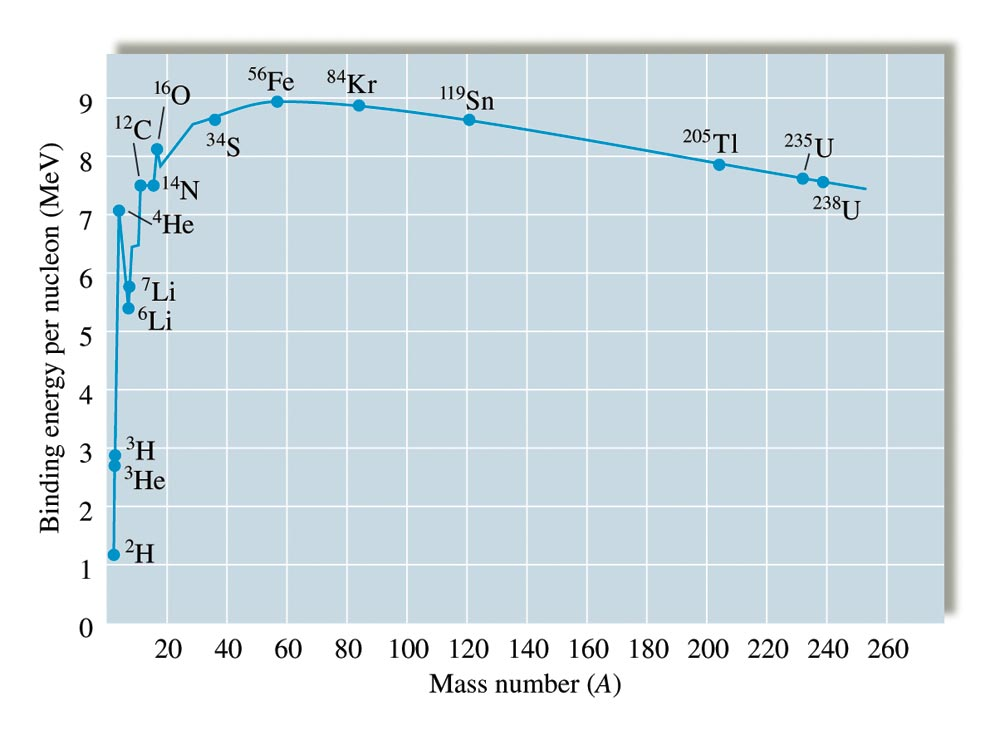 Binding energy per nucleon (MeV)
9
8
7
6
5
4
3
2
1
0
⁵⁶Fe
⁸⁴Kr
¹¹⁹Sn
¹⁶O
¹²C
³⁴S
¹⁴N
⁴He
⁷Li
⁶Li
³H
³He
²H
²⁰⁵Tl
²³⁵U
²³⁸U
20 40 60 80 100 120 140 160 180 200 220 240 260
Mass number (A)